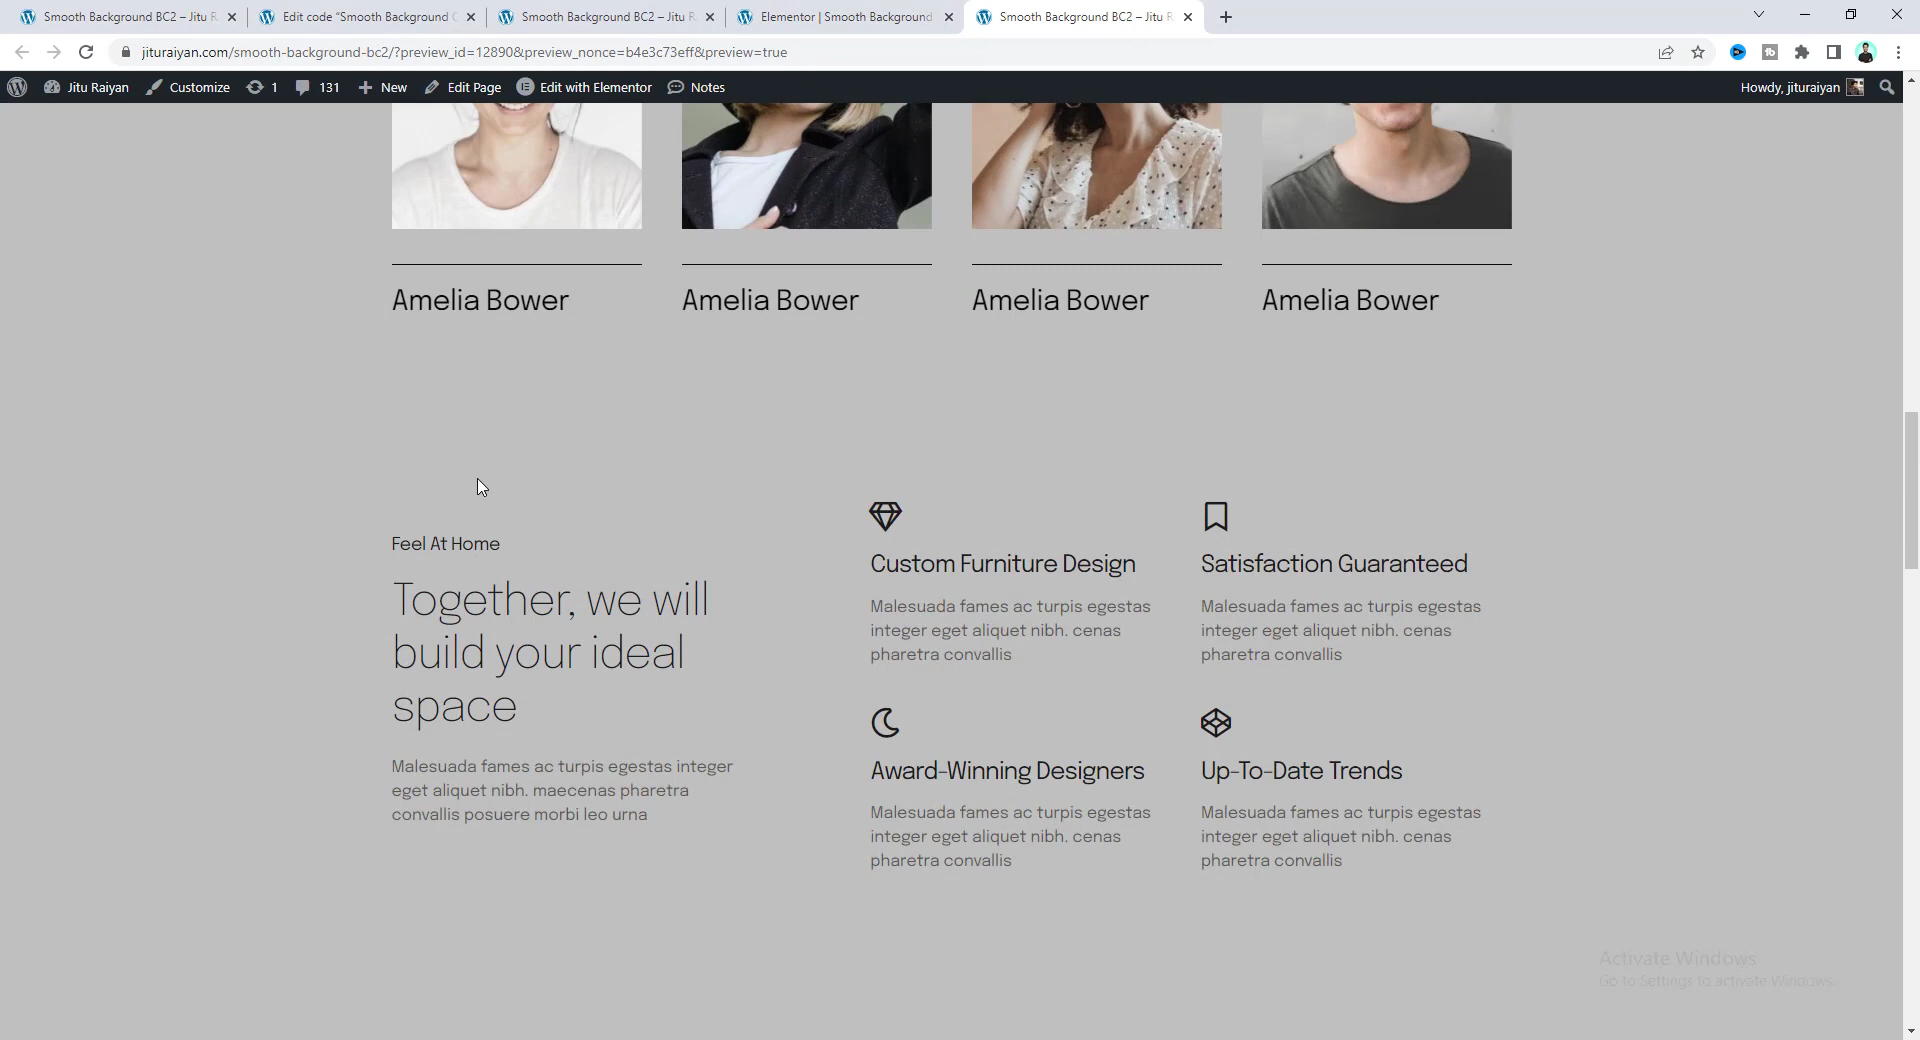 Smooth Background BC2 – Jitu R
Edit code "Smooth Background C
Smooth Background BC2 – Jitu R
Elementor | Smooth Background
Smooth Background BC2 – Jitu R
jituraiyan.com/smooth-background-bc2/?preview_id=12890&preview_nonce=b4e3c73eff&preview=true
Jitu Raiyan
Customize
1
131
New
Edit Page
Edit with Elementor
Notes
Howdy, jituraiyan
Amelia Bower
Amelia Bower
Amelia Bower
Amelia Bower
Feel At Home
Together, we will
build your ideal
space
Malesuada fames ac turpis egestas integer
eget aliquet nibh. maecenas pharetra
convallis posuere morbi leo urna
Custom Furniture Design
Malesuada fames ac turpis egestas
integer eget aliquet nibh. cenas
pharetra convallis
Satisfaction Guaranteed
Malesuada fames ac turpis egestas
integer eget aliquet nibh. cenas
pharetra convallis
Award-Winning Designers
Malesuada fames ac turpis egestas
integer eget aliquet nibh. cenas
pharetra convallis
Up-To-Date Trends
Malesuada fames ac turpis egestas
integer eget aliquet nibh. cenas
pharetra convallis
Activate Windows
Go to Settings to activate Windows.